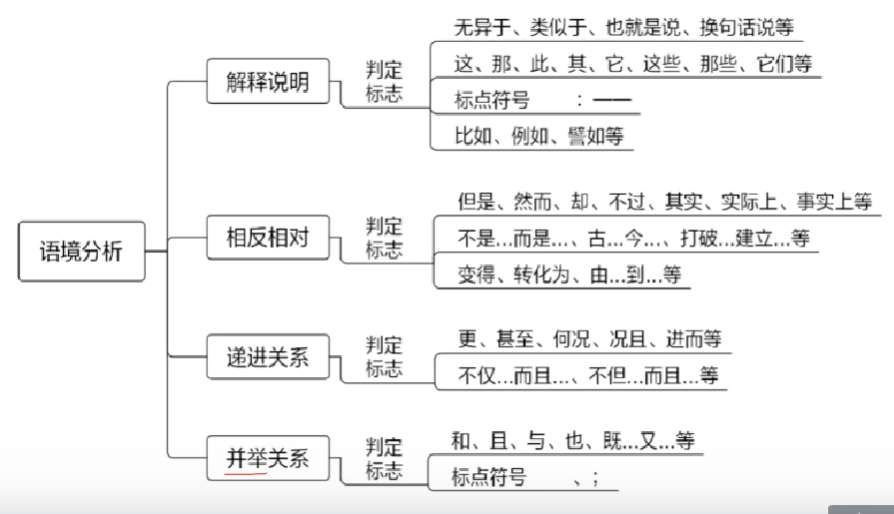 语境分析
解释说明
判定
标志
无异于、类似于、也就是说、换句话说等
这、那、此、其、它、这些、那些、它们等
标点符号 ：——
比如、例如、譬如等
相反相对
判定
标志
但是、然而、却、不过、其实、实际上、事实上等
不是...而是...、古...今...、打破...建立...等
变得、转化为、由...到...等
递进关系
判定
标志
更、甚至、何况、况且、进而等
不仅...而且...、不但...而且...等
并举关系
判定
标志
和、且、与、也、既...又...等
标点符号 、；